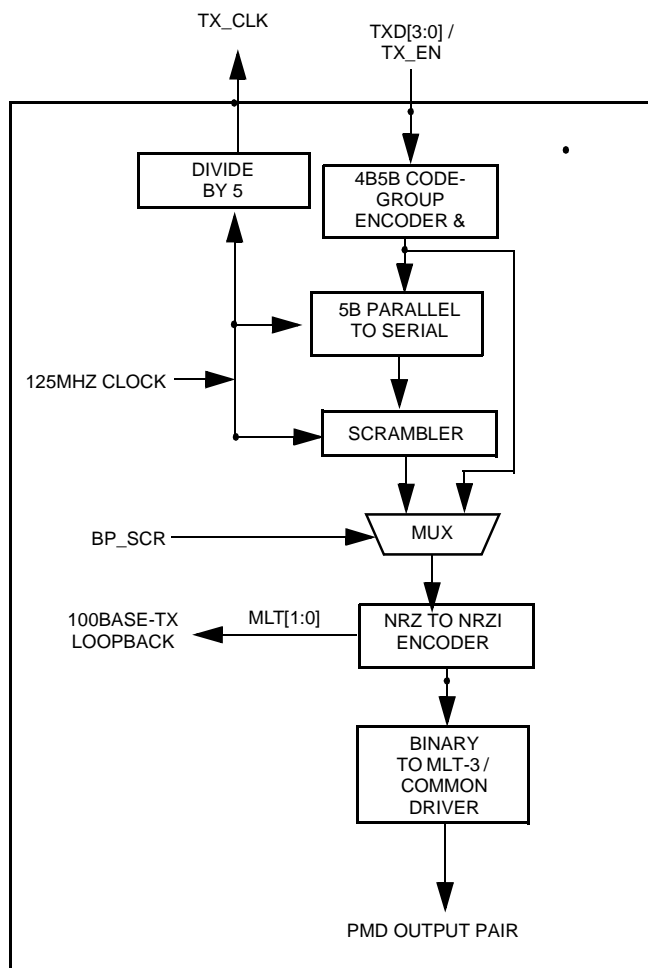 TX_CLK
TXD[3:0] /
TX_EN
DIVIDE
BY 5
4B5B CODE-
GROUP
ENCODER &
5B PARALLEL
TO SERIAL
125MHZ CLOCK
SCRAMBLER
BP_SCR
MUX
100BASE-TX
LOOPBACK
MLT[1:0]
NRZ TO NRZI
ENCODER
BINARY
TO MLT-3 /
COMMON
DRIVER
PMD OUTPUT PAIR